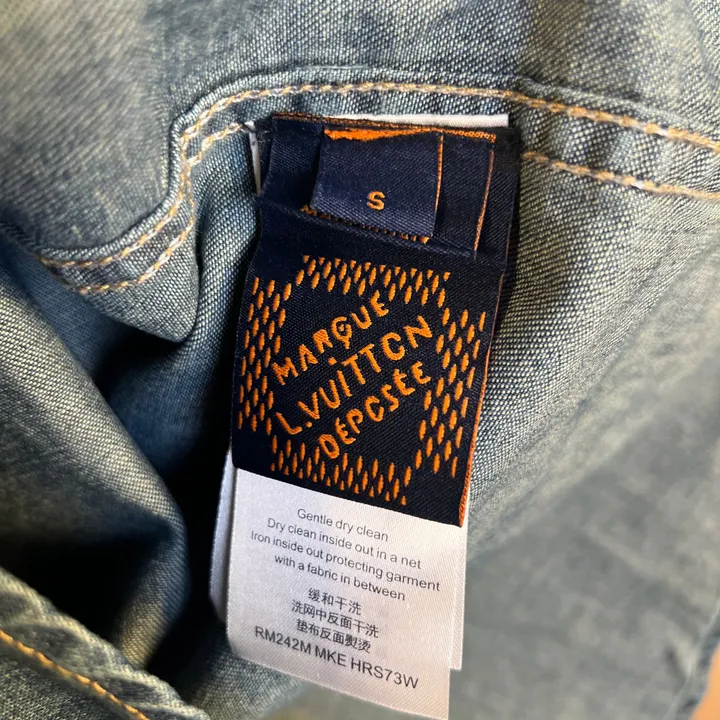 S
MARQUE
L.VUITTON
DÉPOSÉE
Gentle dry clean
Dry clean inside out in a net
Iron inside out protecting garment
with a fabric in between
缓和干洗
洗网中反面干洗
垫布反面熨烫
RM242M MKE HRS73W